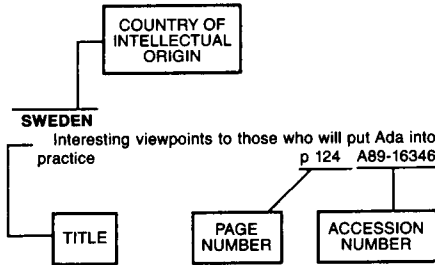 COUNTRY OF
INTELLECTUAL
ORIGIN
SWEDEN
Interesting viewpoints to those who will put Ada into
practice p 124 A89-16346
TITLE
PAGE
NUMBER
ACCESSION
NUMBER